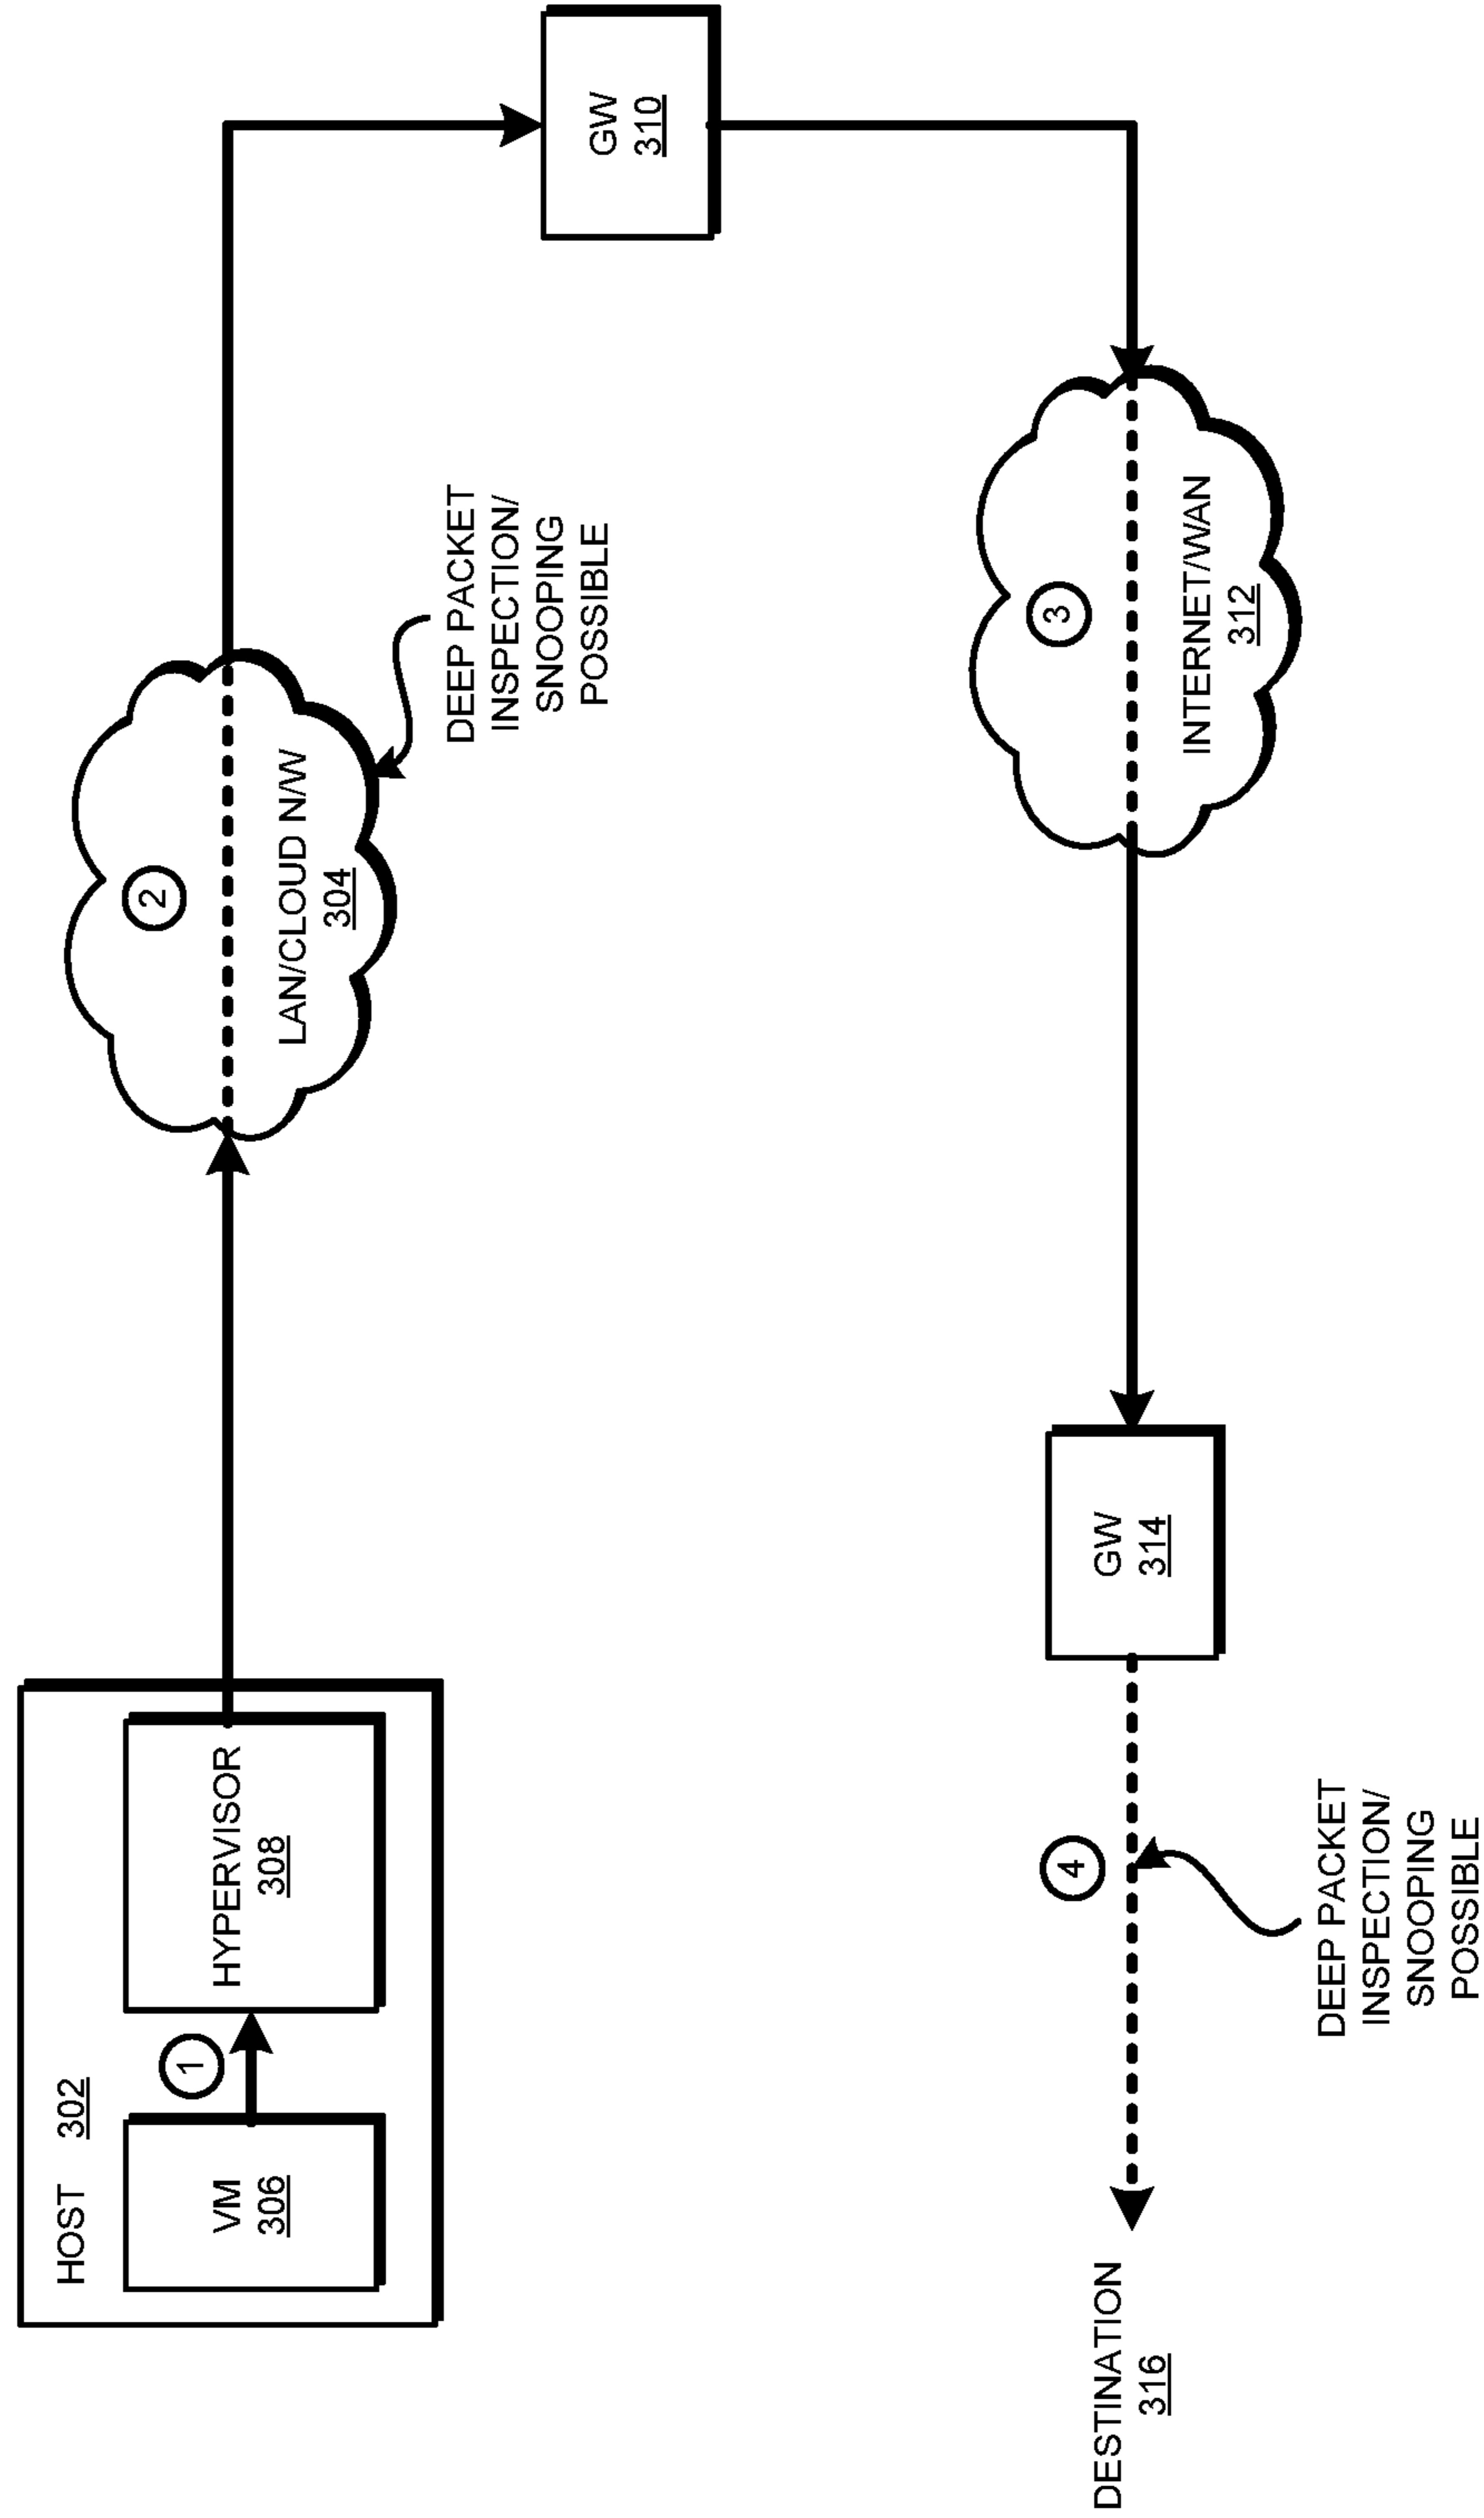 HOST 302
VM
306
1
HYPERVISOR
308
2
LAN/CLOUD N/W
304
DEEP PACKET
INSPECTION/
SNOOPING
POSSIBLE
GW
310
3
INTERNET/WAN
312
GW
314
4
DEEP PACKET
INSPECTION/
SNOOPING
POSSIBLE
DESTINATION
316